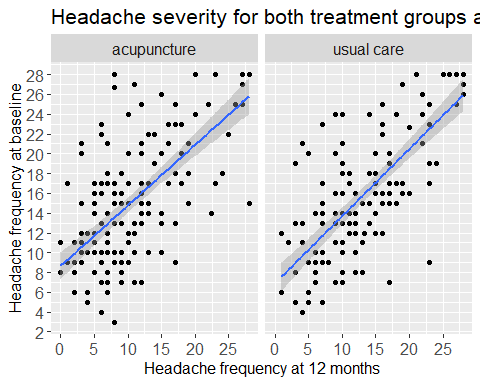 Headache severity for both treatment groups a
acupuncture usual care
Headache frequency at baseline
28
26
24
22
20
18
16
14
12
10
8
6
4
2
0 5 10 15 20 25 0 5 10 15 20 25
Headache frequency at 12 months